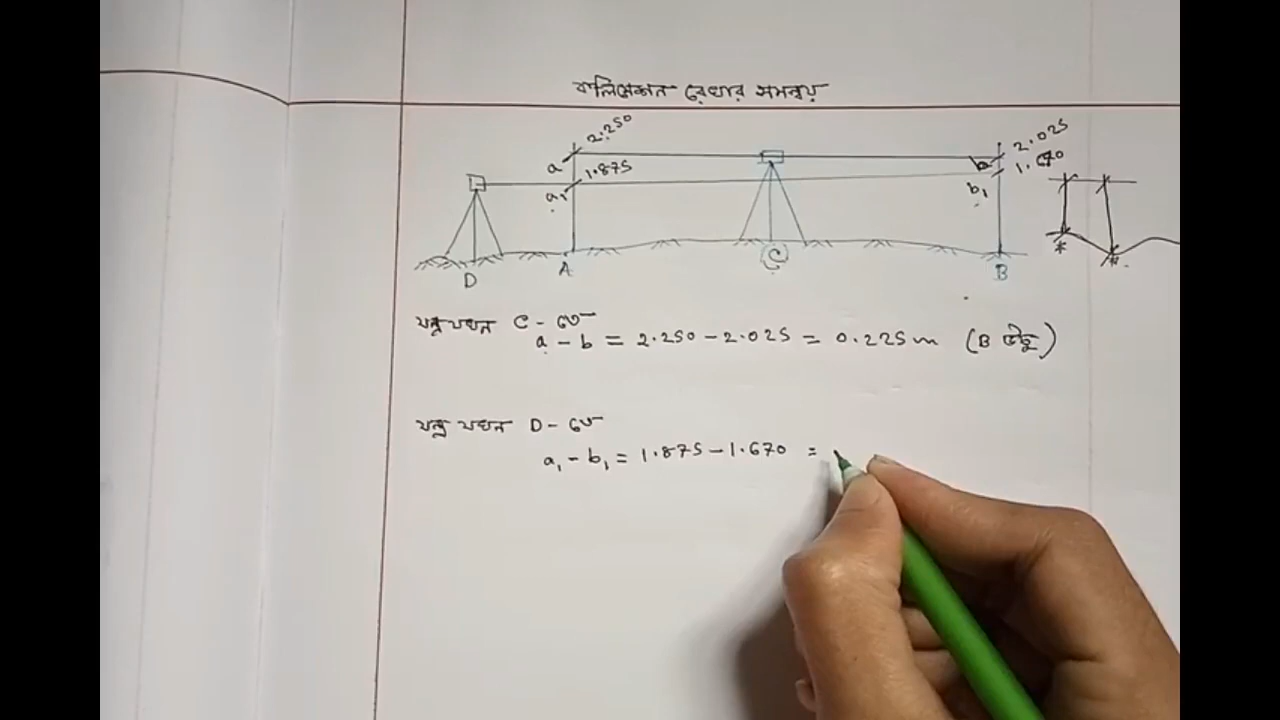 কলিমেশন রেখার সমন্বয়
2.250
2.025
a
1.875
b
1.670
a₁
b₁
D
A
C
B
যন্ত্র যখন C - তে
a - b = 2.250 - 2.025 = 0.225 m (B উঁচু)
যন্ত্র যখন D - তে
a₁ - b₁ = 1.875 - 1.670 =